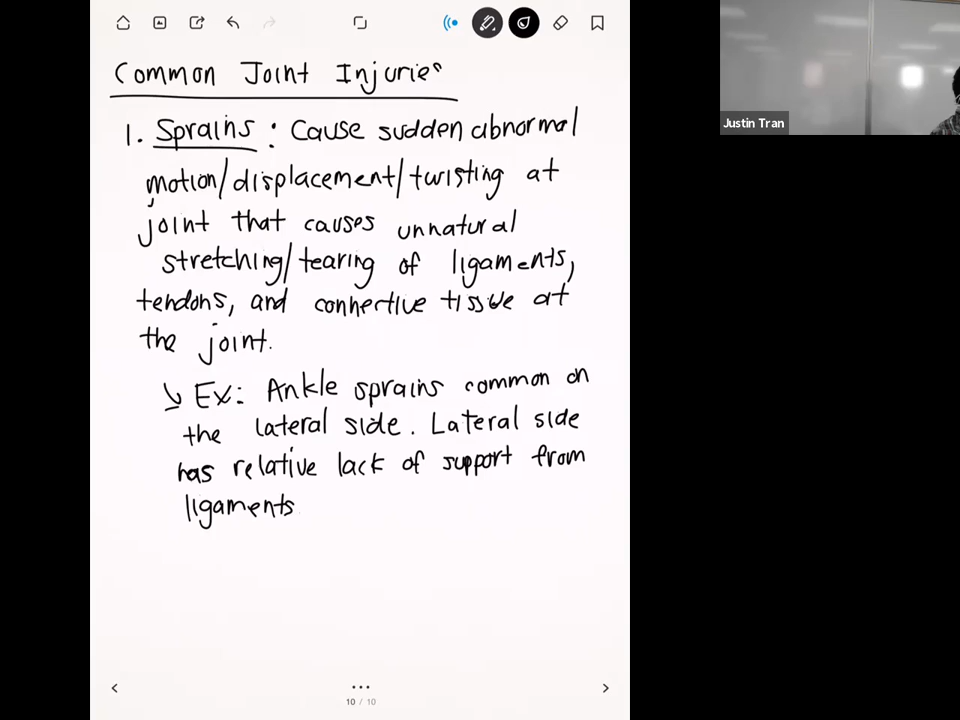 Common Joint Injuries
1. Sprains : Cause sudden abnormal
motion/displacement/twisting at
joint that causes unnatural
stretching/tearing of ligaments,
tendons, and connective tissue at
the joint.
↘ Ex: Ankle sprains common on
the lateral side. Lateral side
has relative lack of support from
ligaments
10 / 10
Justin Tran